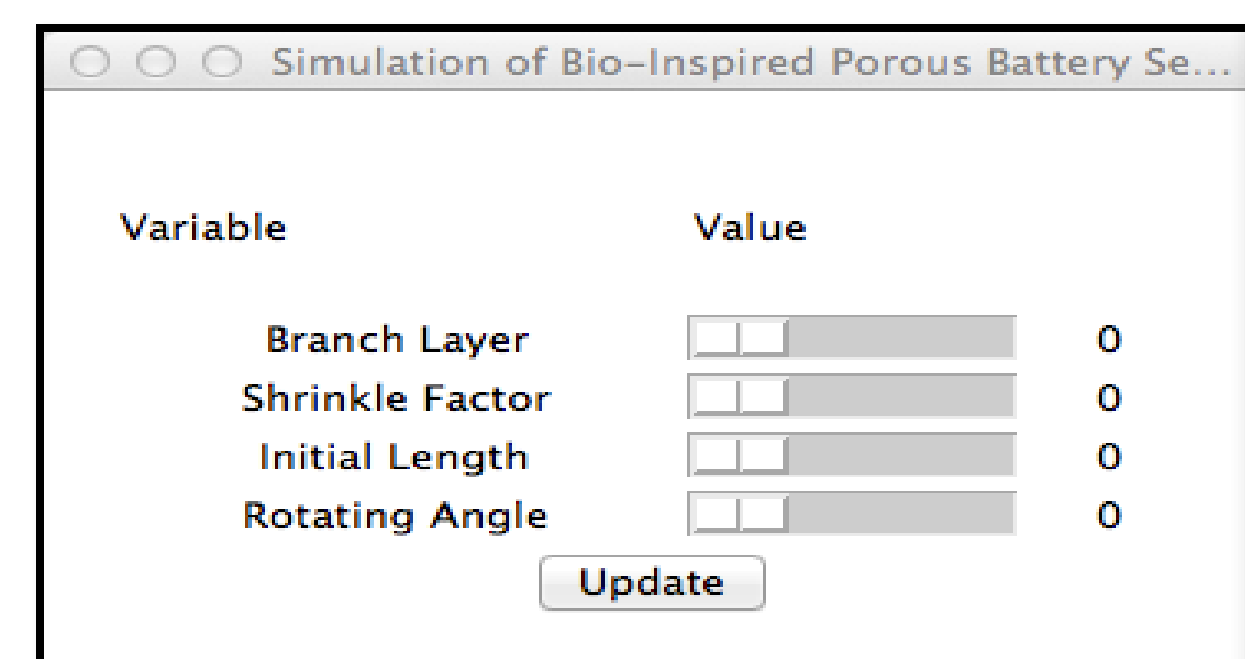 Simulation of Bio-Inspired Porous Battery Se...
Variable Value
Branch Layer 0
Shrinkle Factor 0
Initial Length 0
Rotating Angle 0
Update